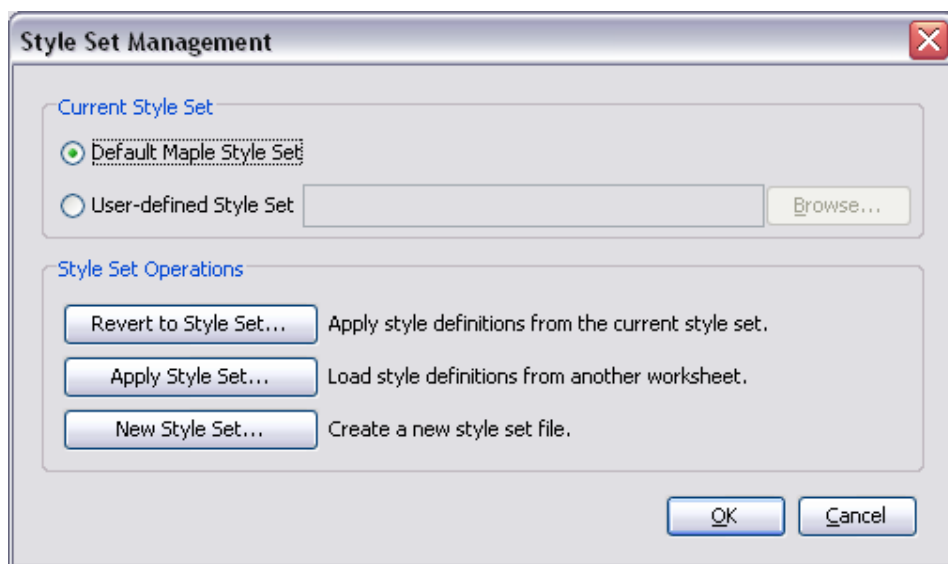 Style Set Management
Current Style Set
Default Maple Style Set
User-defined Style Set Browse...
Style Set Operations
Revert to Style Set... Apply style definitions from the current style set.
Apply Style Set... Load style definitions from another worksheet.
New Style Set... Create a new style set file.
OK Cancel